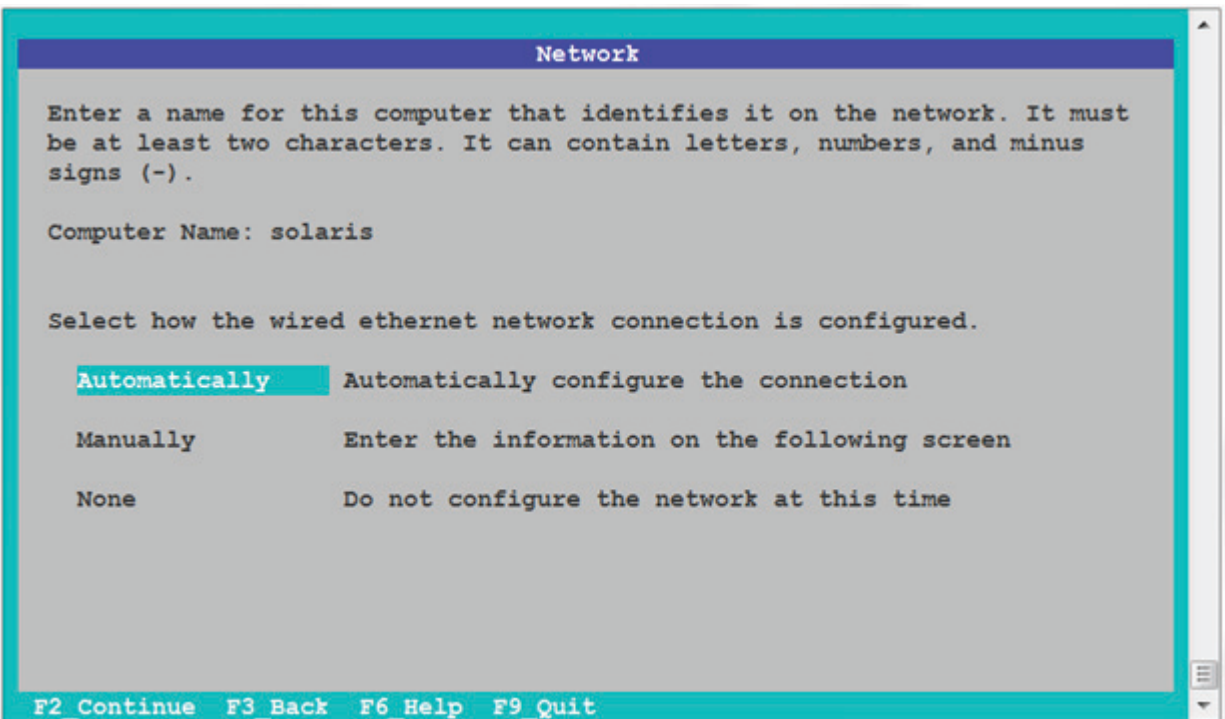 Network
Enter a name for this computer that identifies it on the network. It must
be at least two characters. It can contain letters, numbers, and minus
signs (-).
Computer Name: solaris
Select how the wired ethernet network connection is configured.
Automatically Automatically configure the connection
Manually Enter the information on the following screen
None Do not configure the network at this time
F2_Continue F3_Back F6_Help F9_Quit